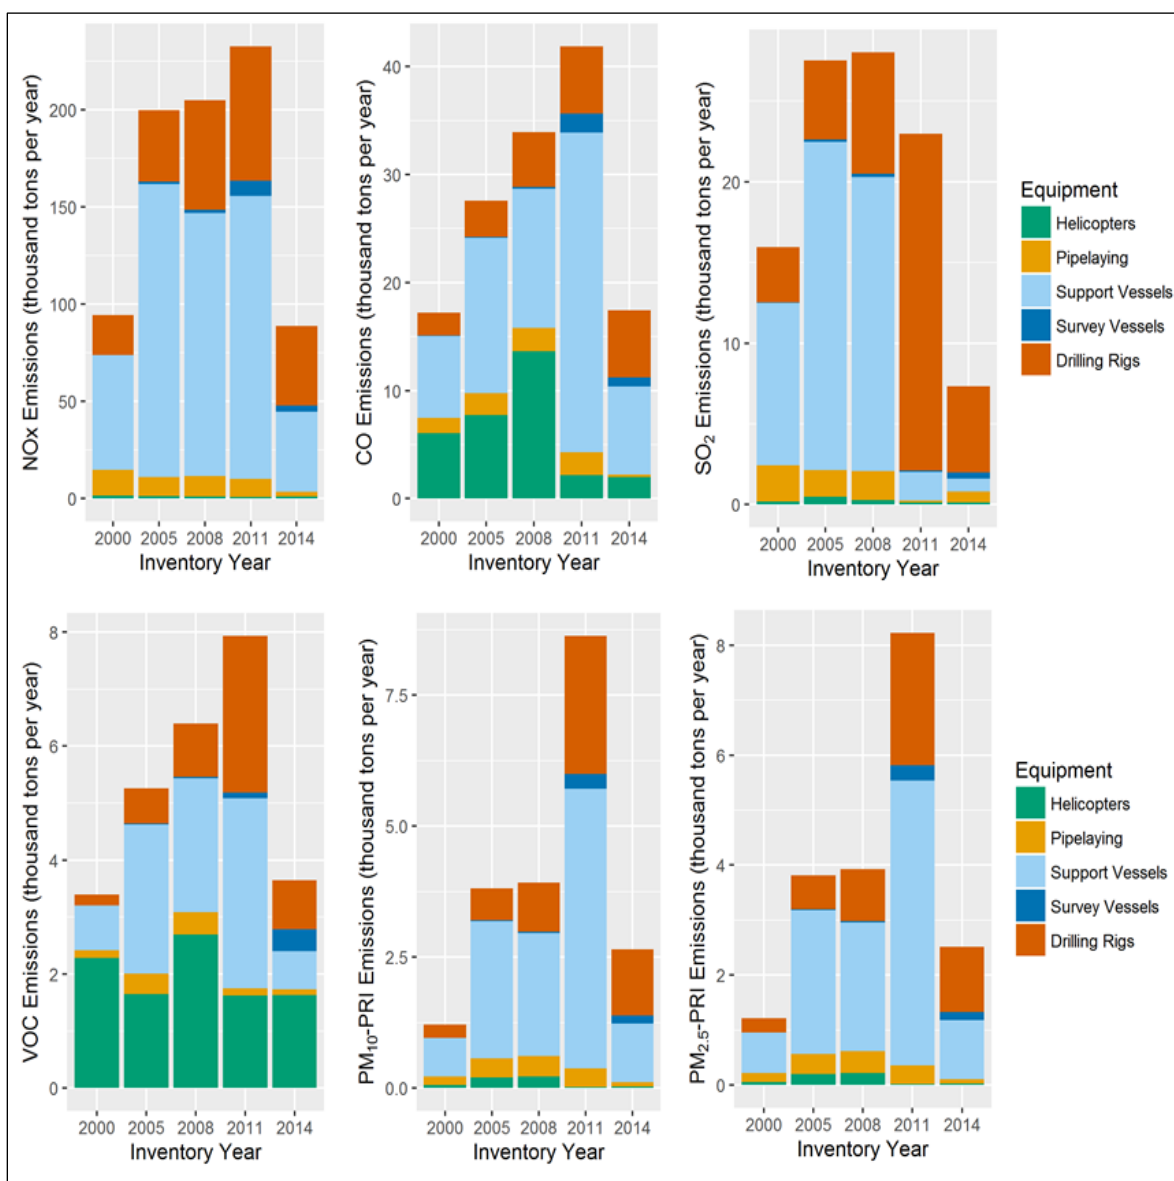 NOx Emissions (thousand tons per year)
200
150
100
50
0
2000 2005 2008 2011 2014
Inventory Year
CO Emissions (thousand tons per year)
40
30
20
10
0
2000 2005 2008 2011 2014
Inventory Year
SO2 Emissions (thousand tons per year)
20
10
0
2000 2005 2008 2011 2014
Inventory Year
Equipment
Helicopters
Pipelaying
Support Vessels
Survey Vessels
Drilling Rigs
VOC Emissions (thousand tons per year)
8
6
4
2
0
2000 2005 2008 2011 2014
Inventory Year
PM10-PRI Emissions (thousand tons per year)
7.5
5.0
2.5
0.0
2000 2005 2008 2011 2014
Inventory Year
PM2.5-PRI Emissions (thousand tons per year)
8
6
4
2
0
2000 2005 2008 2011 2014
Inventory Year
Equipment
Helicopters
Pipelaying
Support Vessels
Survey Vessels
Drilling Rigs